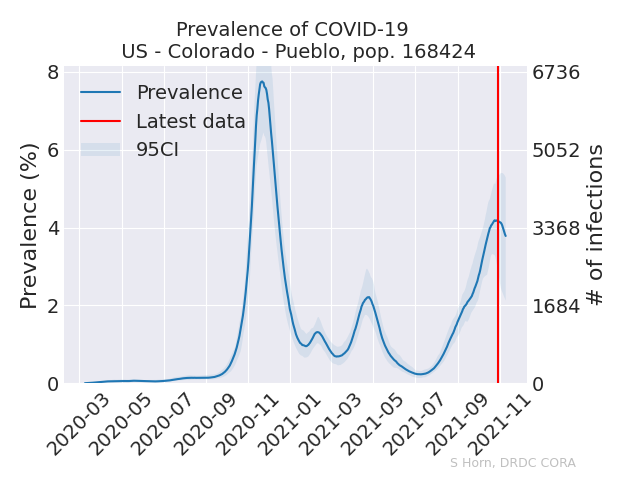 Prevalence of COVID-19
US - Colorado - Pueblo, pop. 168424
Prevalence
Latest data
95CI
Prevalence (%)
8
6
4
2
0
6736
5052
3368
1684
0
# of infections
2020-03
2020-05
2020-07
2020-09
2020-11
2021-01
2021-03
2021-05
2021-07
2021-09
2021-11
S Horn, DRDC CORA